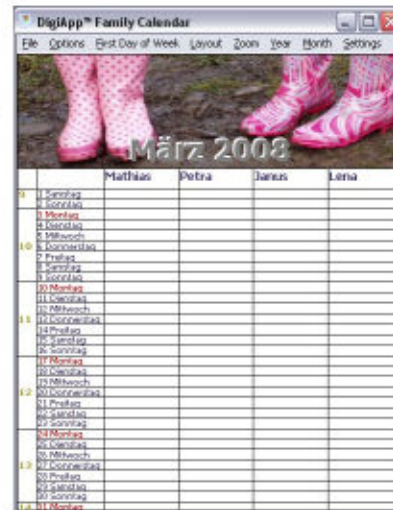 DigiApp™ Family Calendar
File Options First Day of Week Layout Zoom Year Month Settings
März 2008
Mathias Petra Janus Lena
9 1 Samstag
2 Sonntag
3 Montag
4 Dienstag
5 Mittwoch
10 6 Donnerstag
7 Freitag
8 Samstag
9 Sonntag
10 Montag
11 Dienstag
12 Mittwoch
11 13 Donnerstag
14 Freitag
15 Samstag
16 Sonntag
17 Montag
18 Dienstag
19 Mittwoch
12 20 Donnerstag
21 Freitag
22 Samstag
23 Sonntag
24 Montag
25 Dienstag
26 Mittwoch
13 27 Donnerstag
28 Freitag
29 Samstag
30 Sonntag
14 31 Montag